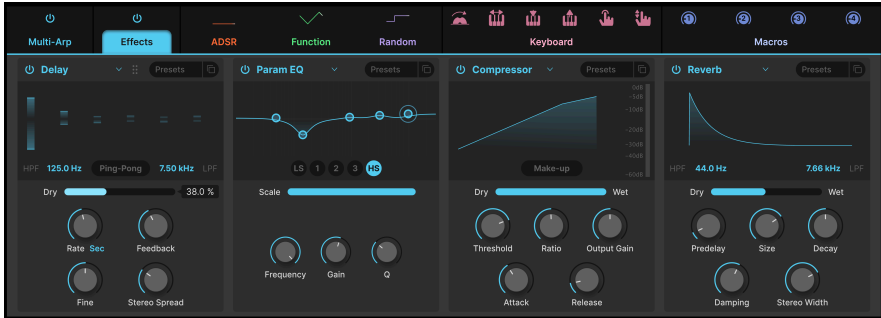 Multi-Arp Effects ADSR Function Random Keyboard Macros
1 2 3 4
Delay Presets
HPF 125.0 Hz Ping-Pong 7.50 kHz LPF
Dry 38.0 %
Rate Sec Feedback
Fine Stereo Spread
Param EQ Presets
LS 1 2 3 HS
Scale
Frequency Gain Q
Compressor Presets
0dB
-5dB
-10dB
-20dB
-30dB
-40dB
-60dB
Make-up
Dry Wet
Threshold Ratio Output Gain
Attack Release
Reverb Presets
HPF 44.0 Hz 7.66 kHz LPF
Dry Wet
Predelay Size Decay
Damping Stereo Width